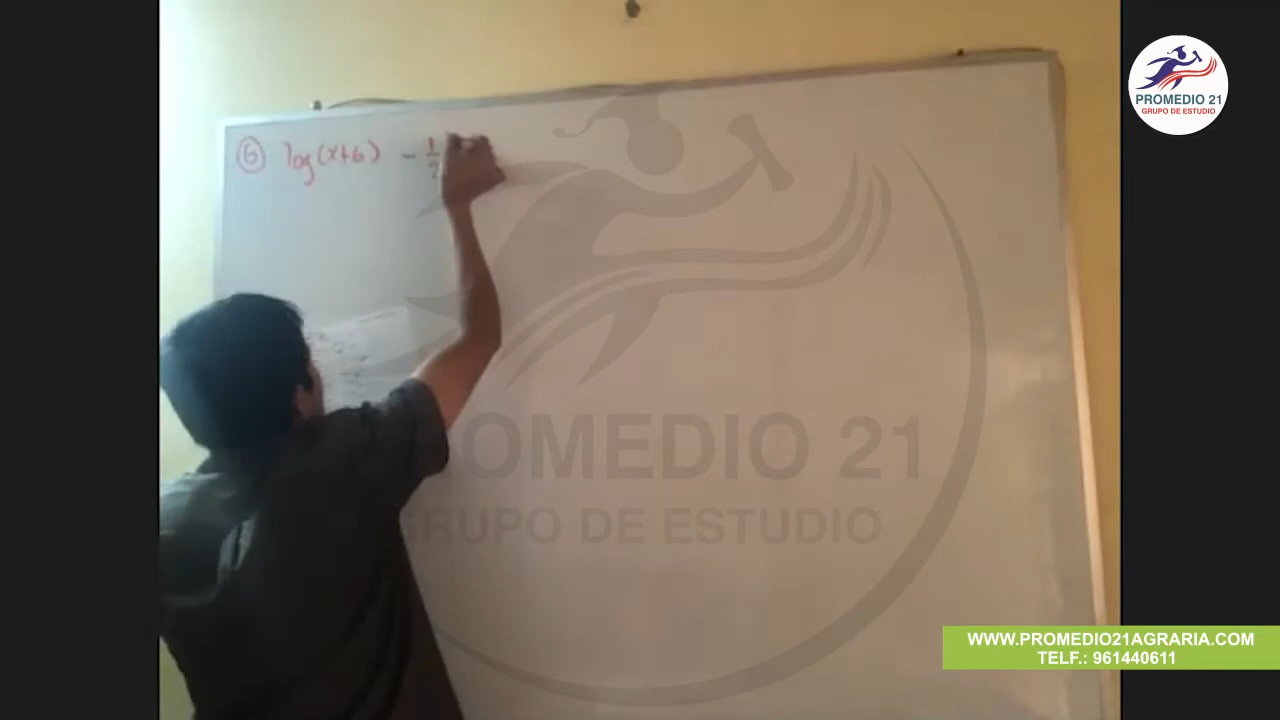 PROMEDIO 21
GRUPO DE ESTUDIO
⑥ log(x+6) - 1/2
PROMEDIO 21
GRUPO DE ESTUDIO
WWW.PROMEDIO21AGRARIA.COM
TELF.: 961440611